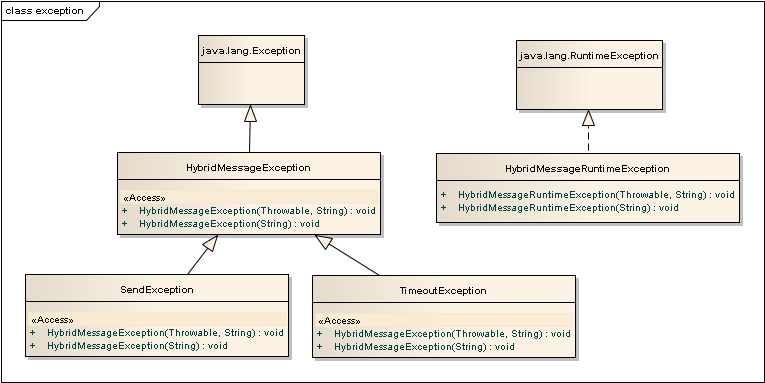 class exception
java.lang.Exception
java.lang.RuntimeException
HybridMessageException
«Access»
+ HybridMessageException(Throwable, String) : void
+ HybridMessageException(String) : void
HybridMessageRuntimeException
+ HybridMessageRuntimeException(Throwable, String) : void
+ HybridMessageRuntimeException(String) : void
SendException
«Access»
+ HybridMessageException(Throwable, String) : void
+ HybridMessageException(String) : void
TimeoutException
«Access»
+ HybridMessageException(Throwable, String) : void
+ HybridMessageException(String) : void